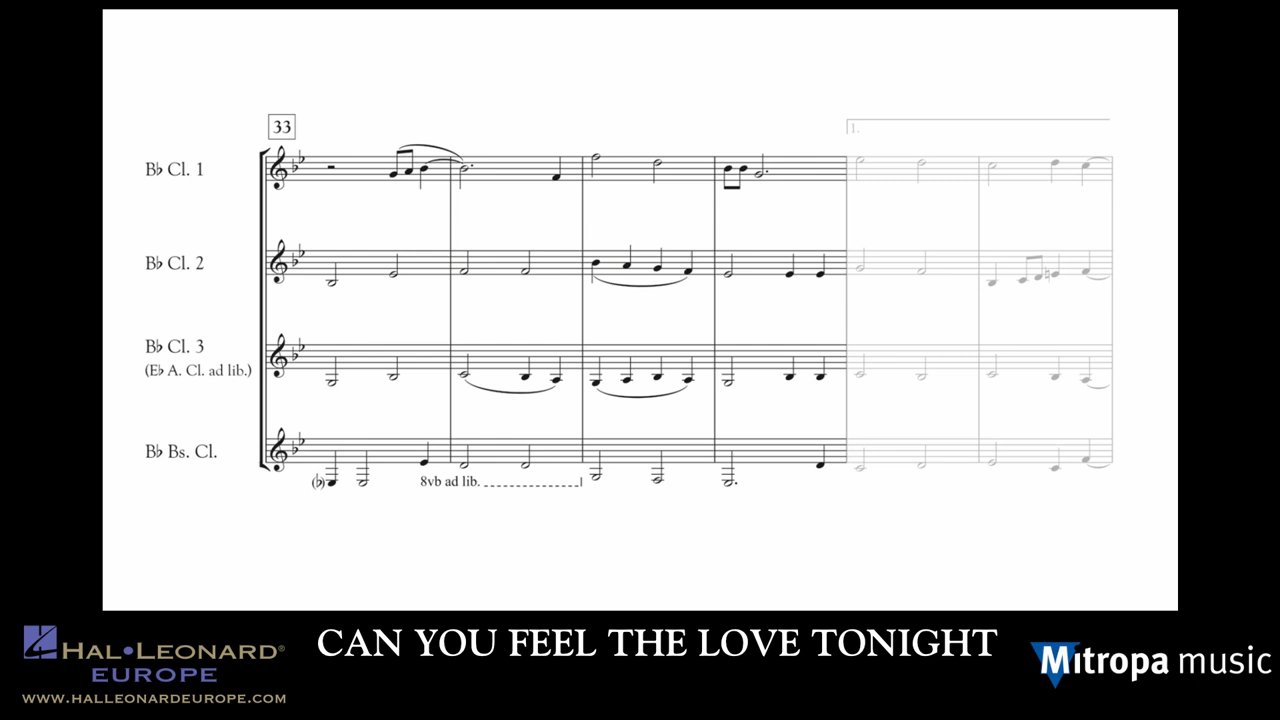 33
1.
B♭ Cl. 1
B♭ Cl. 2
B♭ Cl. 3
(E♭ A. Cl. ad lib.)
B♭ Bs. Cl.
(♭)
8vb ad lib.
HAL•LEONARD®
EUROPE
WWW.HALLEONARDEUROPE.COM
CAN YOU FEEL THE LOVE TONIGHT
Mitropa music